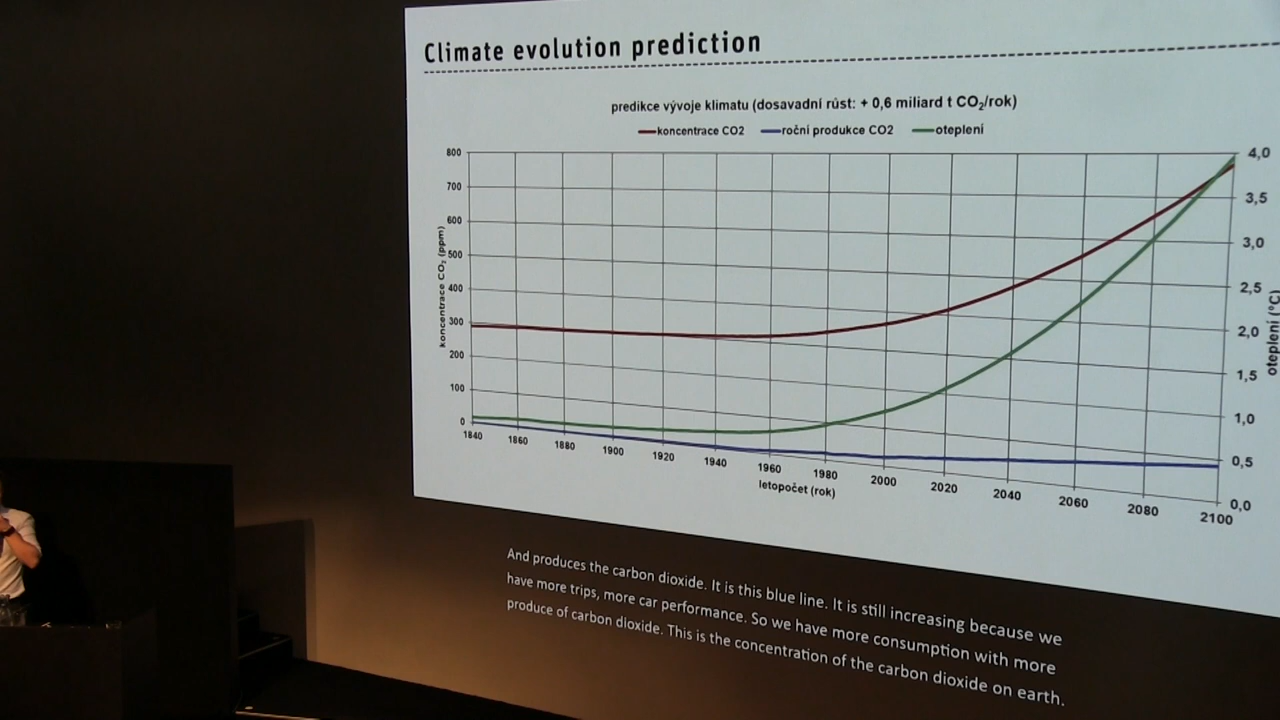 Climate evolution prediction
predikce vývoje klimatu (dosavadní růst: + 0,6 miliard t CO₂/rok)
koncentrace CO2 roční produkce CO2 oteplení
800
700
600
500
400
300
200
100
0
koncentrace CO₂ (ppm)
4,0
3,5
3,0
2,5
2,0
1,5
1,0
0,5
0,0
oteplení (°C)
1840 1860 1880 1900 1920 1940 1960 1980 2000 2020 2040 2060 2080 2100
letopočet (rok)
And produces the carbon dioxide. It is this blue line. It is still increasing because we
have more trips, more car performance. So we have more consumption with more
produce of carbon dioxide. This is the concentration of the carbon dioxide on earth.